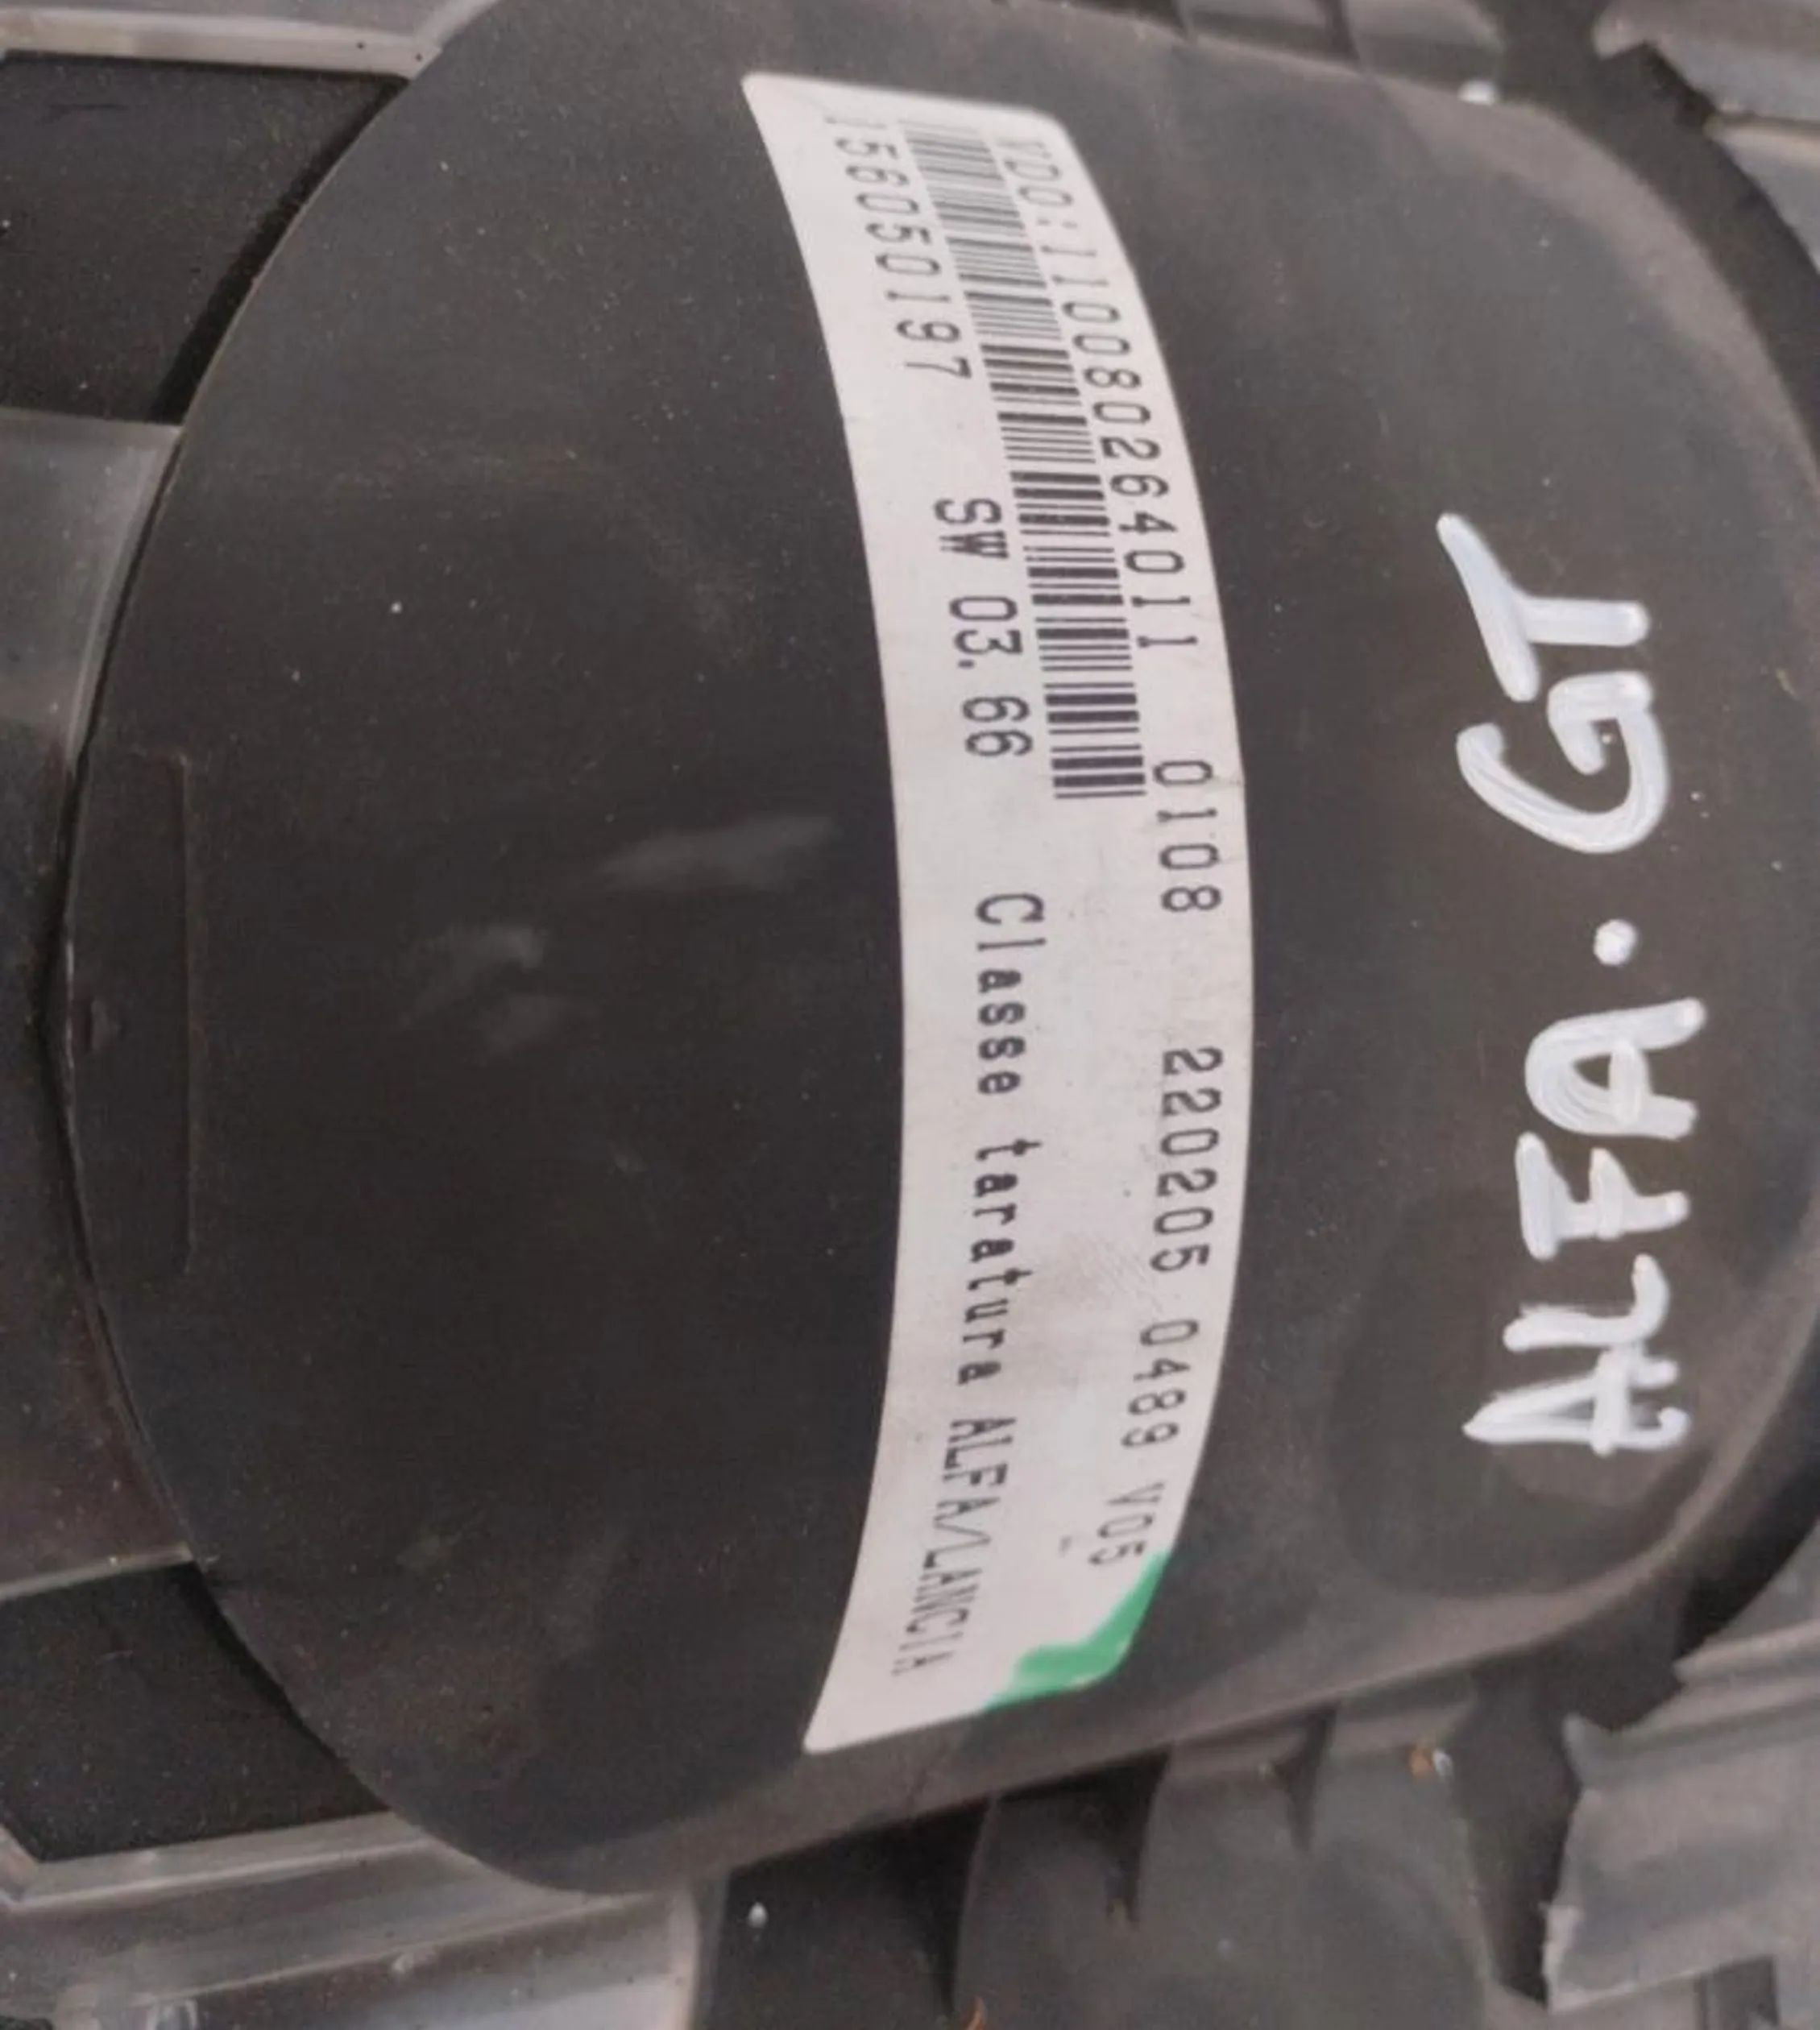 VDO:110080264011 0108 220205 0489 V05
156050197 SW 03.66 Classe taratura ALFA/LANCIA
ALFA. GT